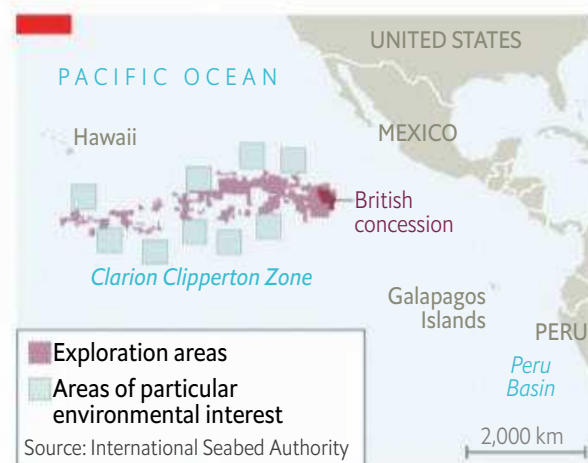 UNITED STATES
PACIFIC OCEAN
Hawaii
MEXICO
British
concession
Clarion Clipperton Zone
Galapagos
Islands
PERU
Peru
Basin
Exploration areas
Areas of particular
environmental interest
Source: International Seabed Authority
2,000 km